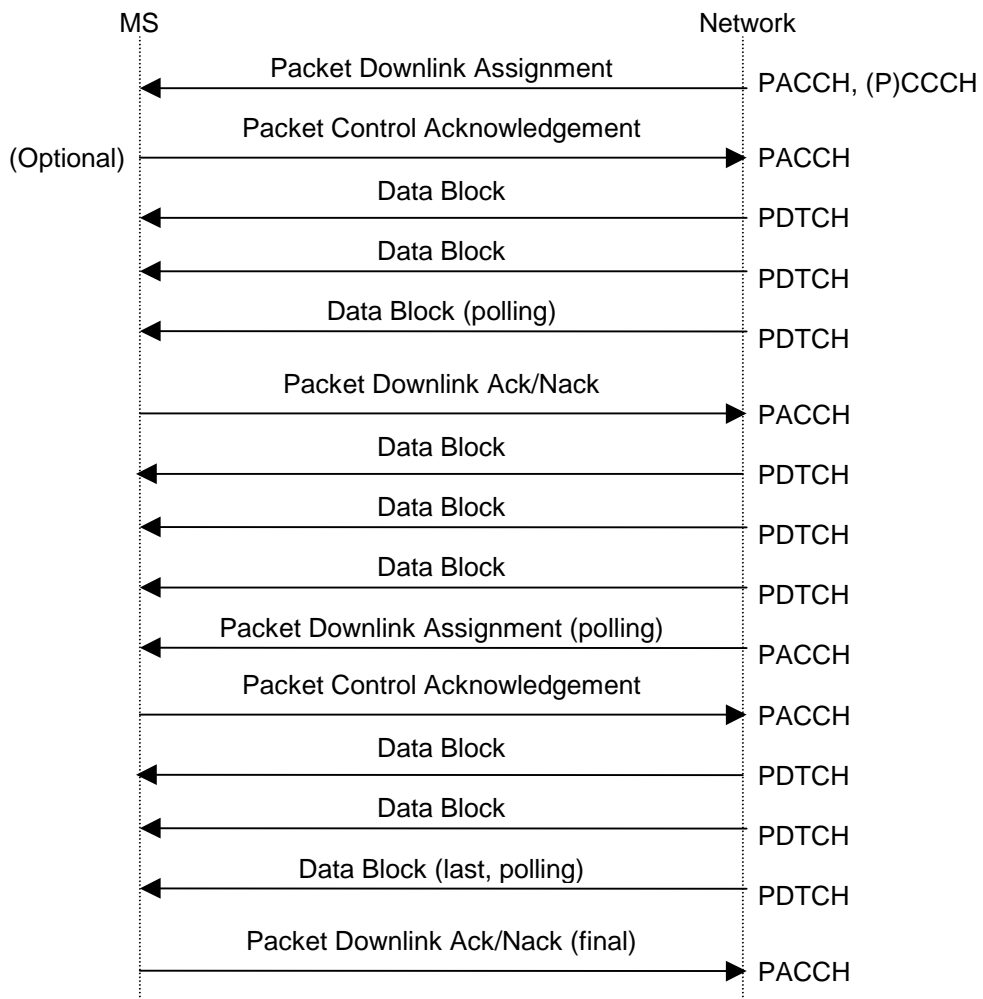 MS Network
Packet Downlink Assignment PACCH, (P)CCCH
Packet Control Acknowledgement
(Optional) PACCH
Data Block
PDTCH
Data Block
PDTCH
Data Block (polling)
PDTCH
Packet Downlink Ack/Nack
PACCH
Data Block
PDTCH
Data Block
PDTCH
Data Block
PDTCH
Packet Downlink Assignment (polling)
PACCH
Packet Control Acknowledgement
PACCH
Data Block
PDTCH
Data Block
PDTCH
Data Block (last, polling)
PDTCH
Packet Downlink Ack/Nack (final)
PACCH